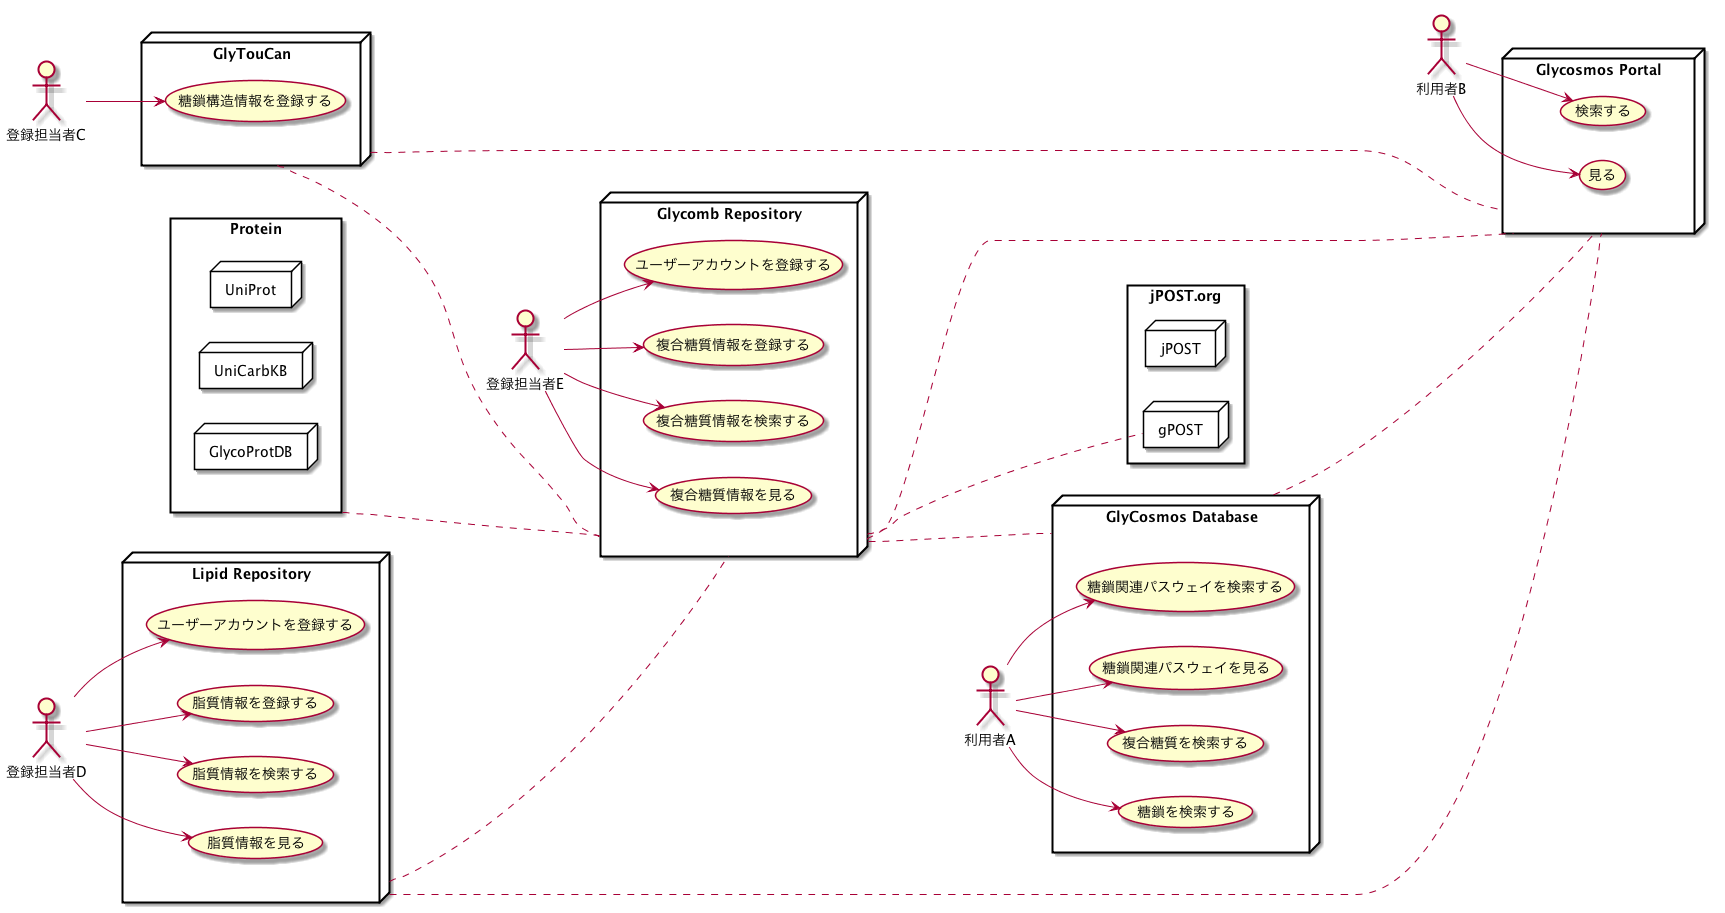 GlyTouCan
糖鎖構造情報を登録する
登録担当者C
Protein
UniProt
UniCarbKB
GlycoProtDB
Lipid Repository
ユーザーアカウントを登録する
脂質情報を登録する
脂質情報を検索する
脂質情報を見る
登録担当者D
Glycomb Repository
ユーザーアカウントを登録する
複合糖質情報を登録する
複合糖質情報を検索する
複合糖質情報を見る
登録担当者E
jPOST.org
jPOST
gPOST
GlyCosmos Database
糖鎖関連パスウェイを検索する
糖鎖関連パスウェイを見る
複合糖質を検索する
糖鎖を検索する
利用者A
利用者B
Glycosmos Portal
検索する
見る